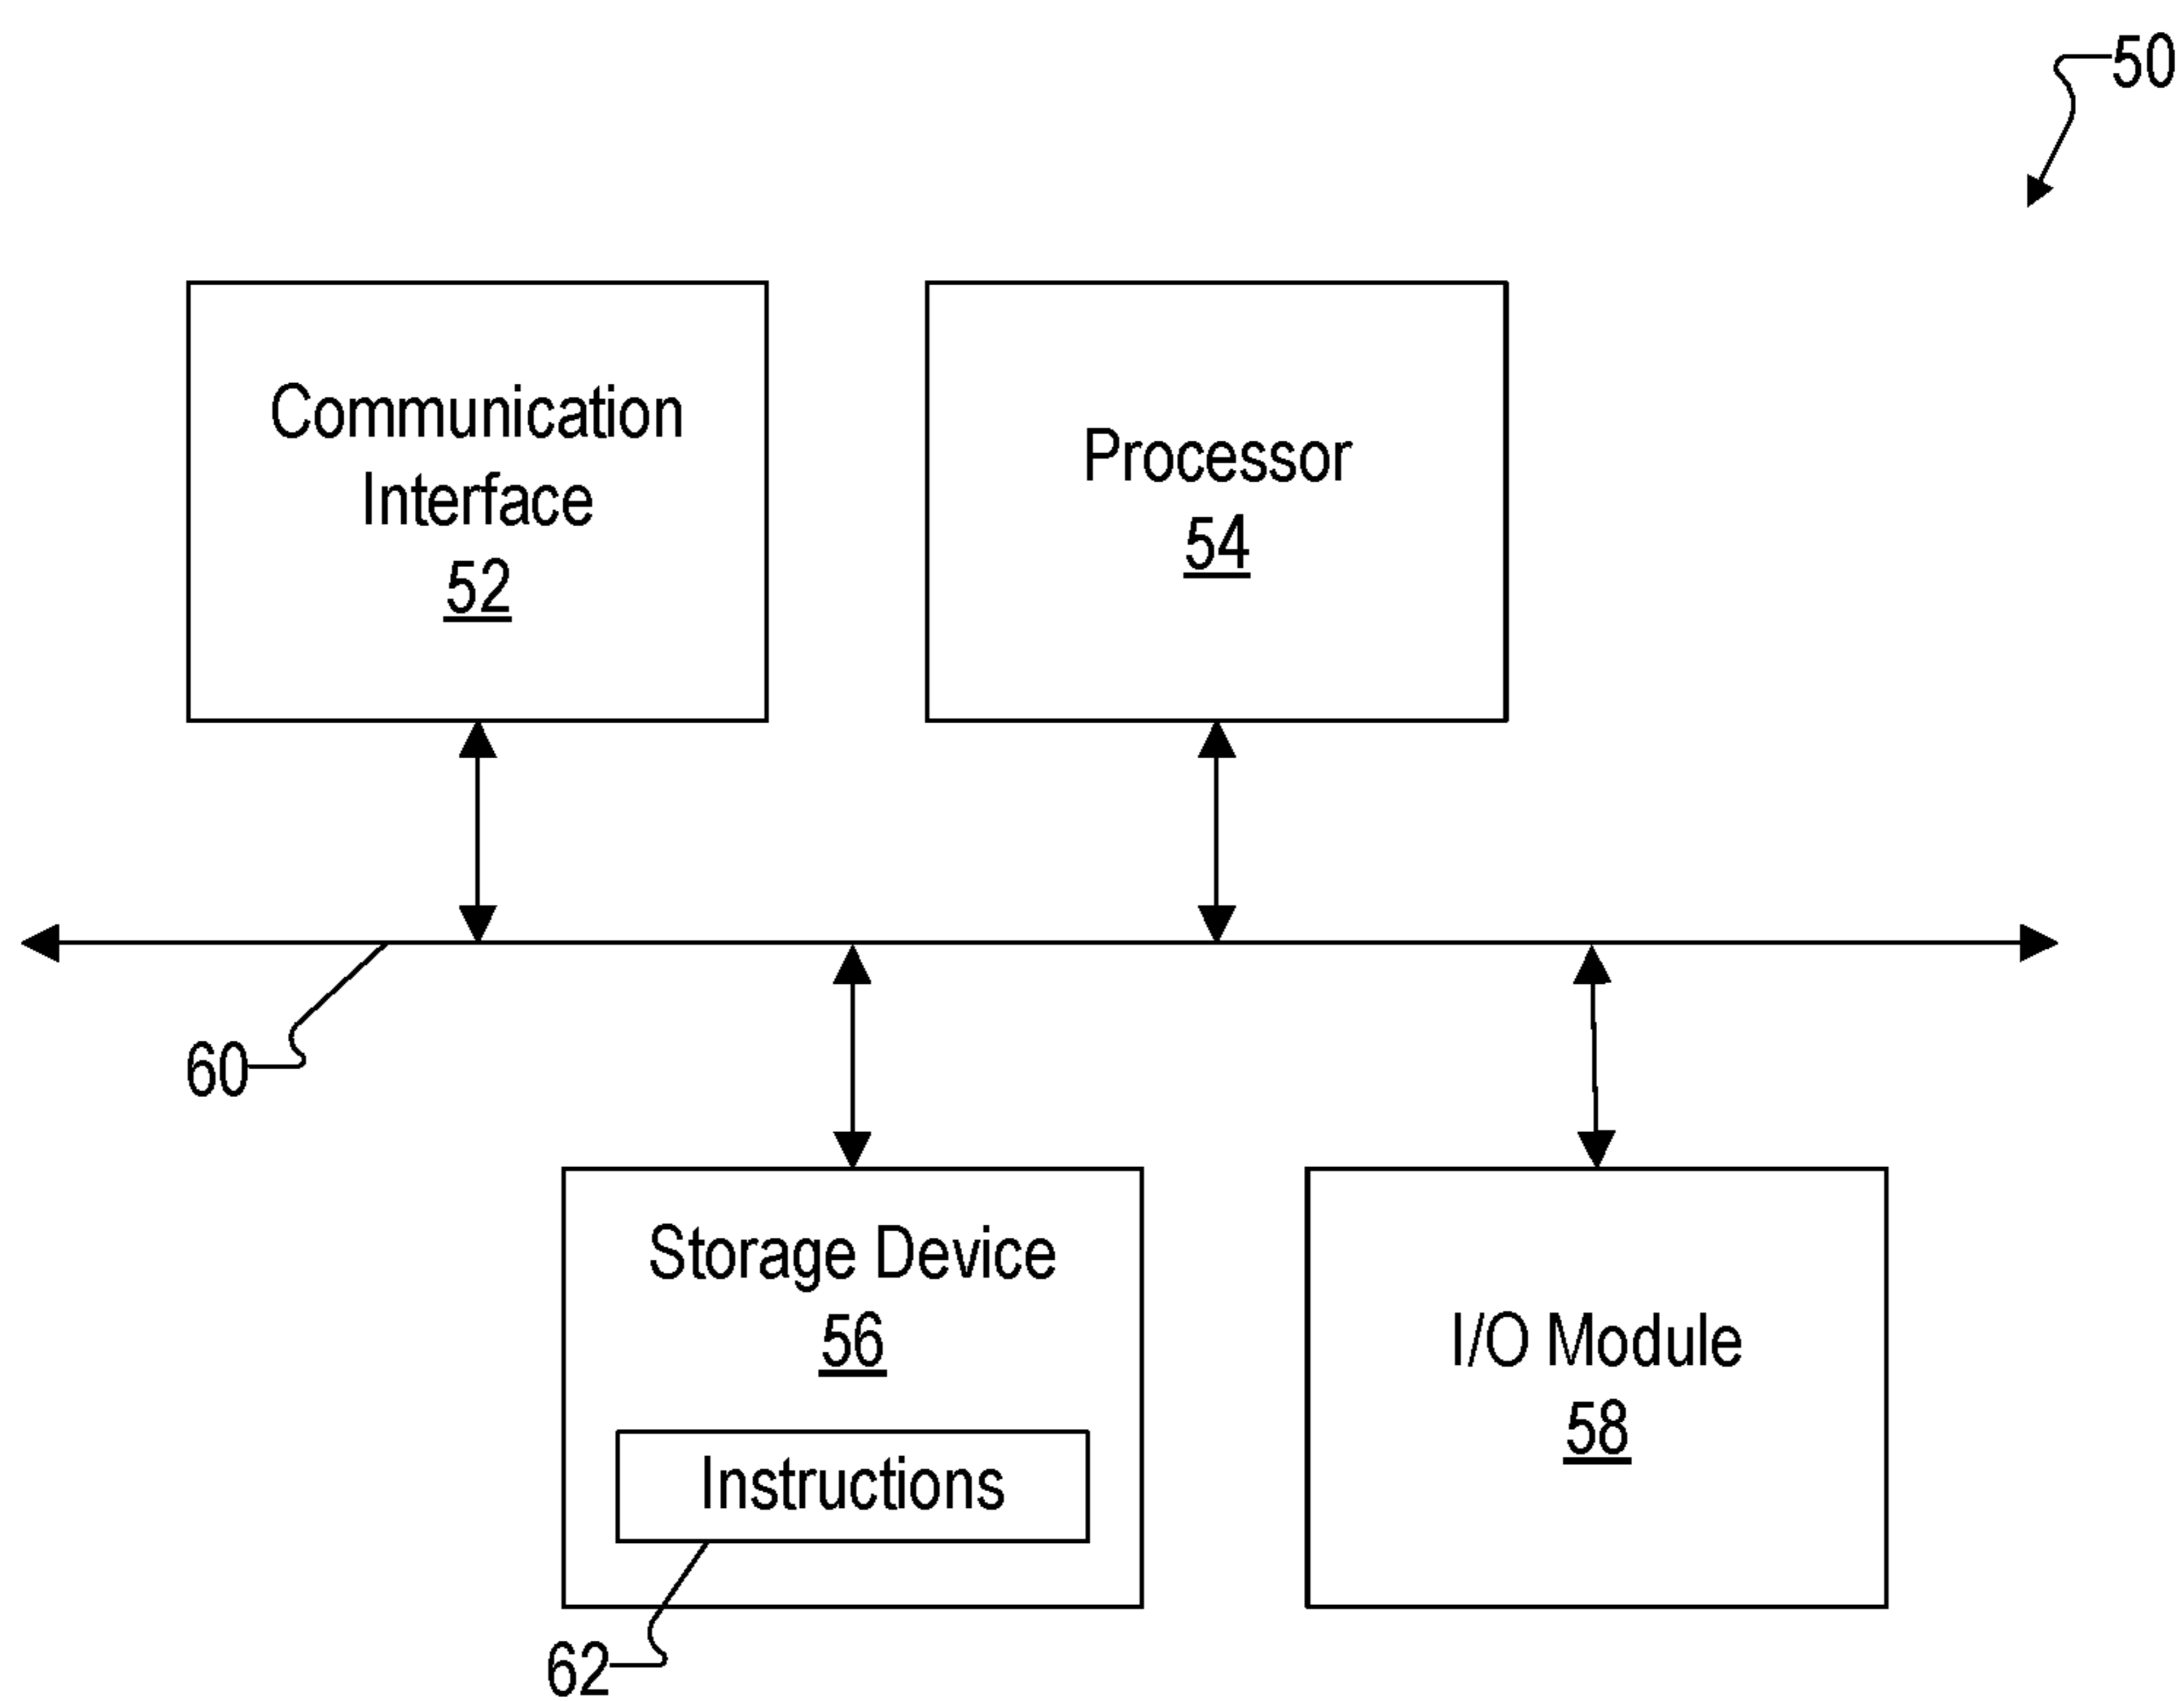 50
Communication
Interface
52
Processor
54
60
Storage Device
56
Instructions
62
I/O Module
58